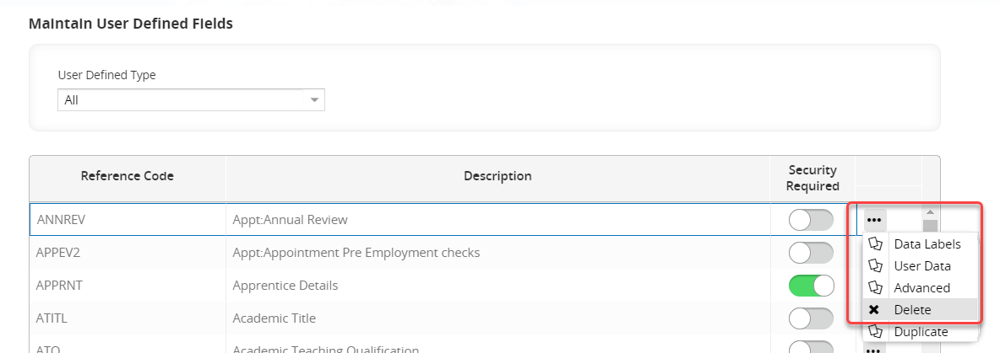 Maintain User Defined Fields
User Defined Type
All
Reference Code Description Security Required
ANNREV Appt:Annual Review •••
APPEV2 Appt:Appointment Pre Employment checks
APPRNT Apprentice Details
ATITL Academic Title
ATQ Academic Teaching Qualification •••
Data Labels
User Data
Advanced
Delete
Duplicate